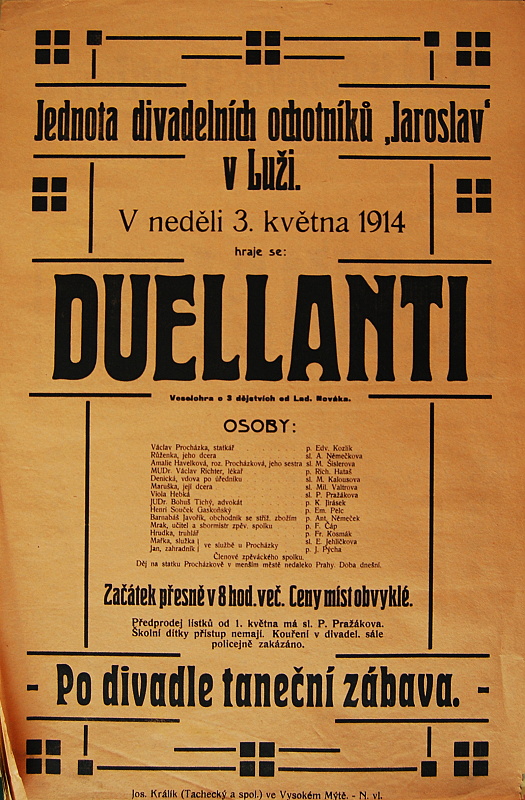 Jednota divadelních ochotníků „Jaroslav“
v Luži.
V neděli 3. května 1914
hraje se:
DUELLANTI
Veselohra o 3 dějstvích od Lad. Nováka.
OSOBY:
Václav Procházka, statkář p. Edv. Kozlík
Růženka, jeho dcera sl. A. Němečkova
Amalie Havelková, roz. Procházková, jeho sestra sl. M. Šislerova
MUDr. Václav Richter, lékař p. Rich. Hataš
Denická, vdova po úředníku sl. M. Kalousova
Maruška, její dcera sl. Mil. Valtrova
Viola Hebká sl. P. Pražákova
JUDr. Bohuš Tichý, advokát p. K. Jirásek
Henri Souček Gaskoňský p. Em. Pelc
Barnabáš Javořík, obchodník se střiž. zbožím p. Ant. Němeček
Mrak, učitel a sbormistr zpěv. spolku p. F. Čáp
Hrudka, truhlář p. Fr. Kosmák
Mařka, služka } ve službě u Procházky sl. E. Jehličkova
Jan, zahradník p. J. Pýcha
Členové zpěváckého spolku.
Děj na statku Procházkově v menším městě nedaleko Prahy. Doba dnešní.
Začátek přesně v 8 hod. več. Ceny míst obvyklé.
Předprodej lístků od 1. května má sl. P. Pražákova.
Školní dítky přístup nemají. Kouření v divadel. sále
policejně zakázáno.
- Po divadle taneční zábava. -
Jos. Králík (Tachecký a spol.) ve Vysokém Mýtě. - N. vl.